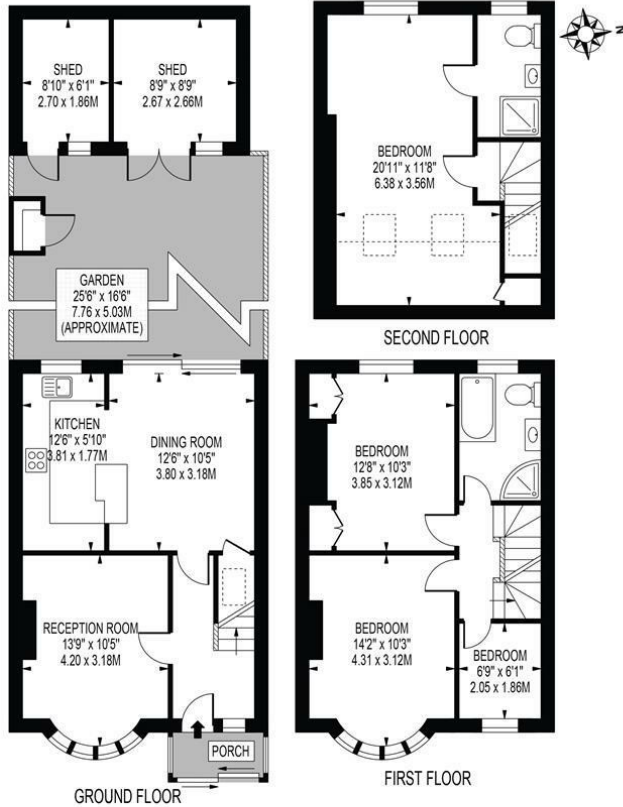 SHED
8'10" x 6'1"
2.70 x 1.86M
SHED
8'9" x 8'9"
2.67 x 2.66M
GARDEN
25'6" x 16'6"
7.76 x 5.03M
(APPROXIMATE)
KITCHEN
12'6" x 5'10"
3.81 x 1.77M
DINING ROOM
12'6" x 10'5"
3.80 x 3.18M
RECEPTION ROOM
13'9" x 10'5"
4.20 x 3.18M
PORCH
GROUND FLOOR
N
BEDROOM
20'11" x 11'8"
6.38 x 3.56M
SECOND FLOOR
BEDROOM
12'8" x 10'3"
3.85 x 3.12M
BEDROOM
14'2" x 10'3"
4.31 x 3.12M
BEDROOM
6'9" x 6'1"
2.05 x 1.86M
FIRST FLOOR